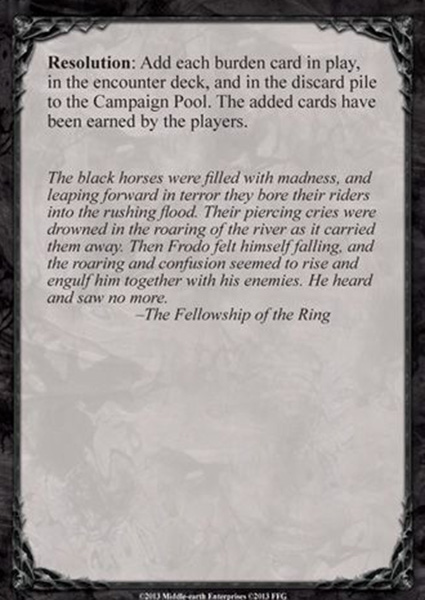 Resolution: Add each burden card in play,
in the encounter deck, and in the discard pile
to the Campaign Pool. The added cards have
been earned by the players.
The black horses were filled with madness, and
leaping forward in terror they bore their riders
into the rushing flood. Their piercing cries were
drowned in the roaring of the river as it carried
them away. Then Frodo felt himself falling, and
the roaring and confusion seemed to rise and
engulf him together with his enemies. He heard
and saw no more.
–The Fellowship of the Ring
©2013 Middle-earth Enterprises ©2013 FFG